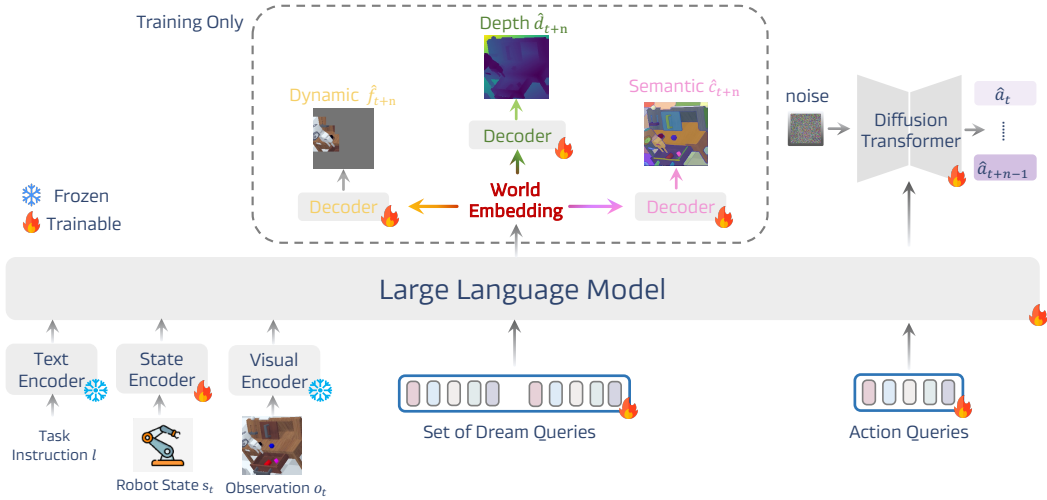 Training Only
Depth d̂ₜ₊ₙ
Dynamic f̂ₜ₊ₙ
Semantic ĉₜ₊ₙ
Decoder
Decoder
Decoder
World
Embedding
noise
Diffusion
Transformer
âₜ
âₜ₊ₙ₋₁
Frozen
Trainable
Large Language Model
Text
Encoder
State
Encoder
Visual
Encoder
Task
Instruction l
Robot State sₜ
Observation oₜ
Set of Dream Queries
Action Queries